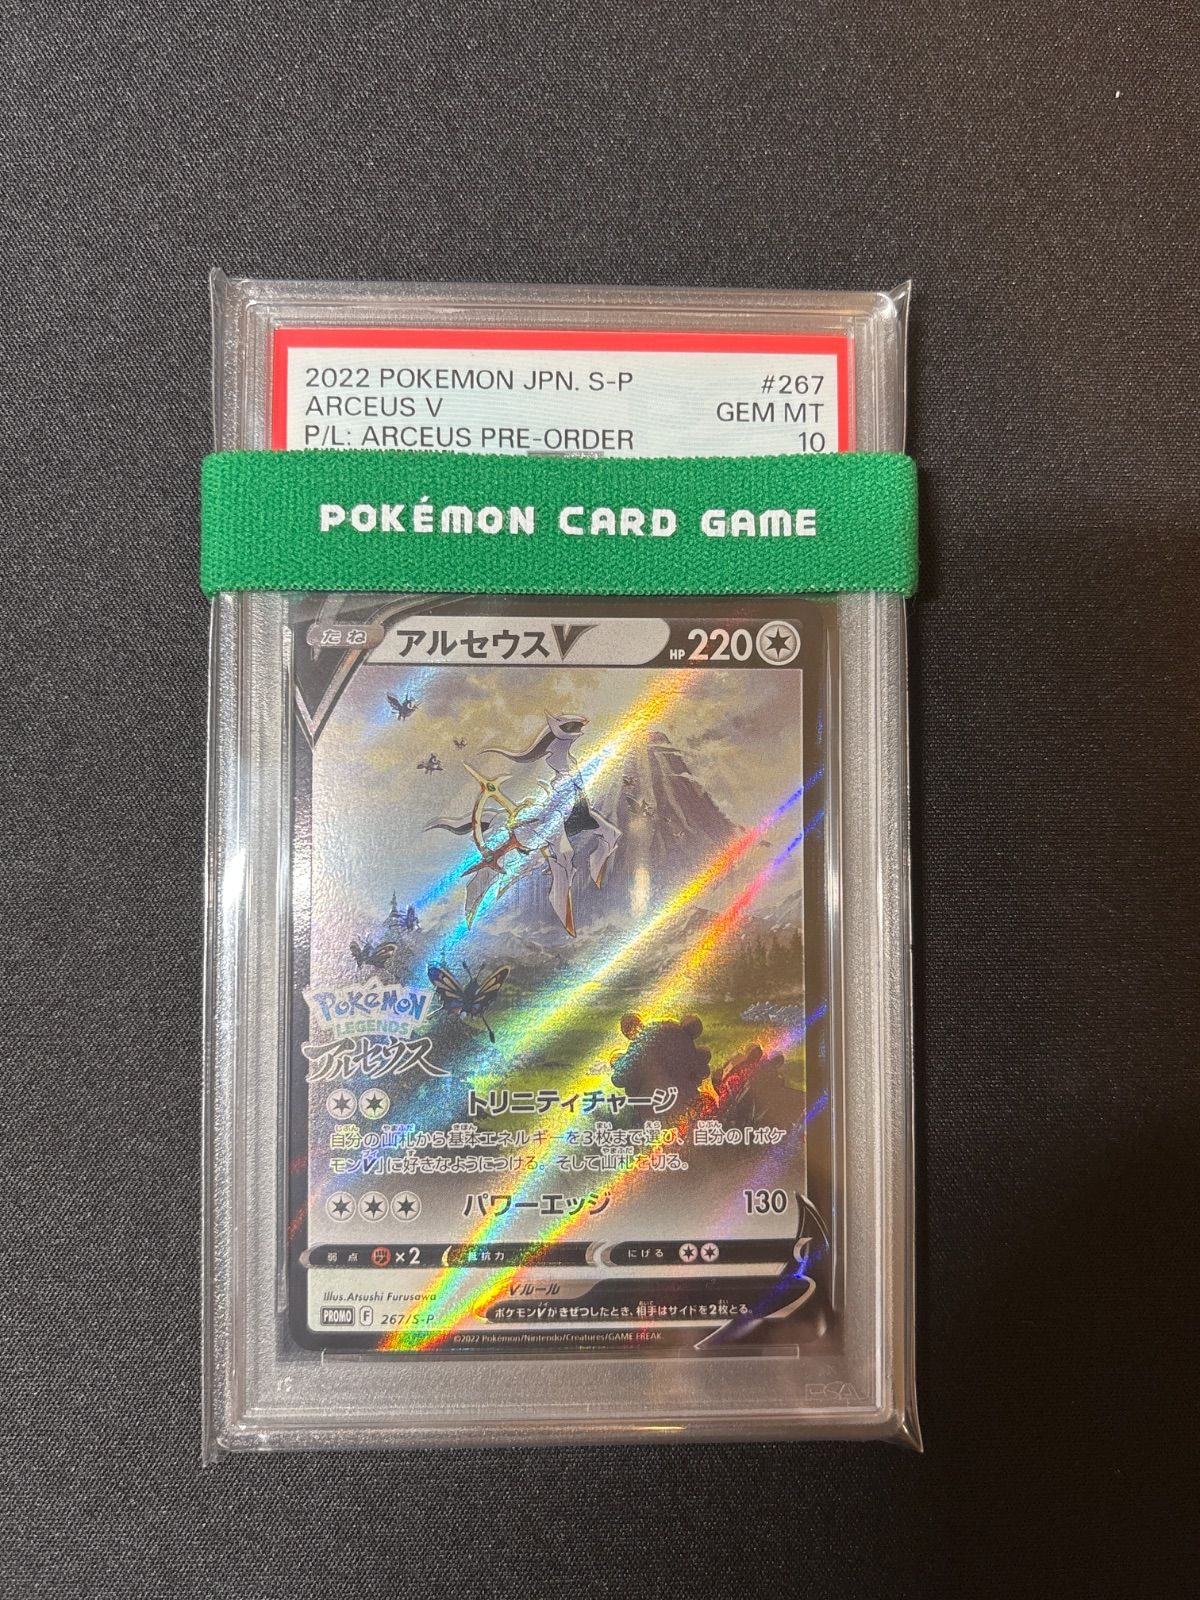 2022 POKEMON JPN. S-P #267
ARCEUS V GEM MT
P/L: ARCEUS PRE-ORDER 10
POKÉMON CARD GAME
たね アルセウスV HP 220
POKéMON
LEGENDS
アルセウス
トリニティチャージ
自分の山札から基本エネルギーを3枚まで選び、自分の「ポケ
モンV」に好きなようにつける。そして山札を切る。
パワーエッジ 130
弱点 ×2 抵抗力 にげる
Illus.Atsushi Furusawa Vルール
PROMO F 267/S-P ポケモンVがきぜつしたとき、相手はサイドを2枚とる。
©2022 Pokémon/Nintendo/Creatures/GAME FREAK.
PSA